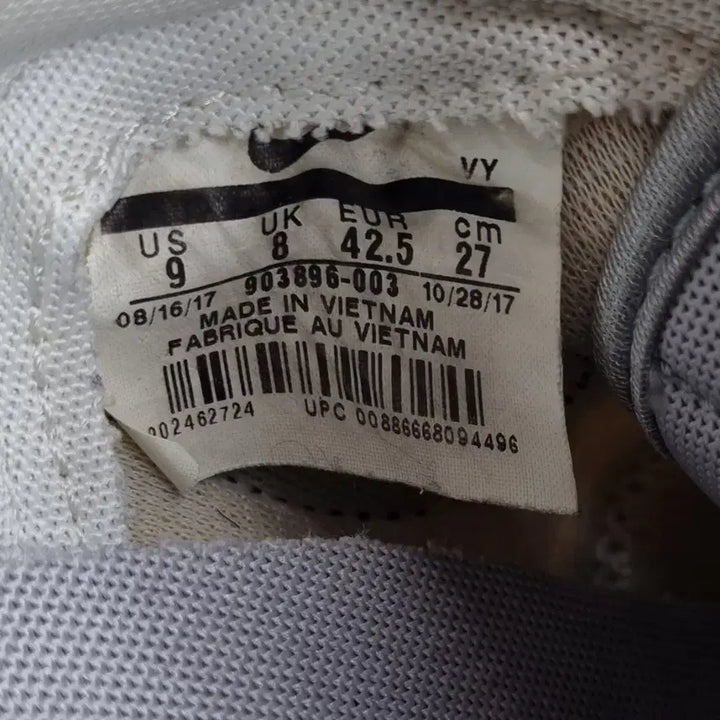 VY
US UK EUR cm
9 8 42.5 27
903896-003
08/16/17 10/28/17
MADE IN VIETNAM
FABRIQUE AU VIETNAM
902462724 UPC 00886668094496